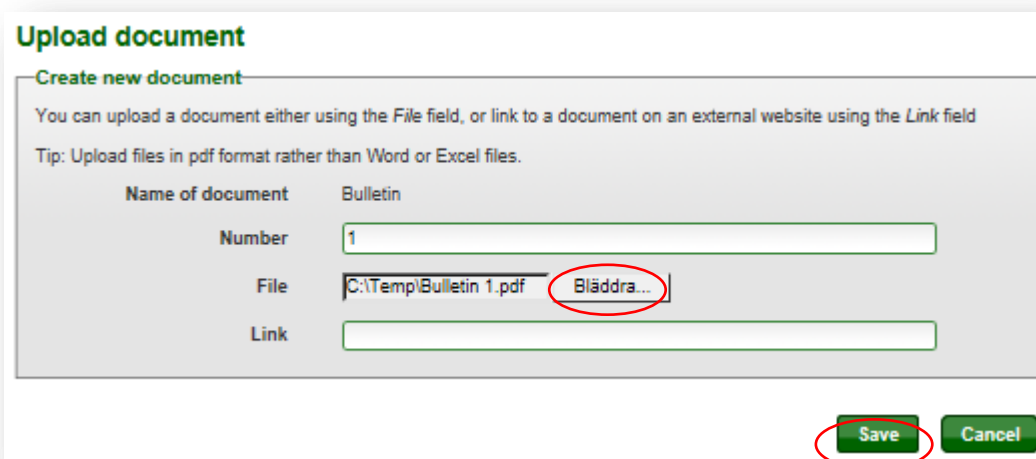 Upload document
Create new document
You can upload a document either using the File field, or link to a document on an external website using the Link field
Tip: Upload files in pdf format rather than Word or Excel files.
Name of document Bulletin
Number 1
File C:\Temp\Bulletin 1.pdf Bläddra...
Link
Save Cancel